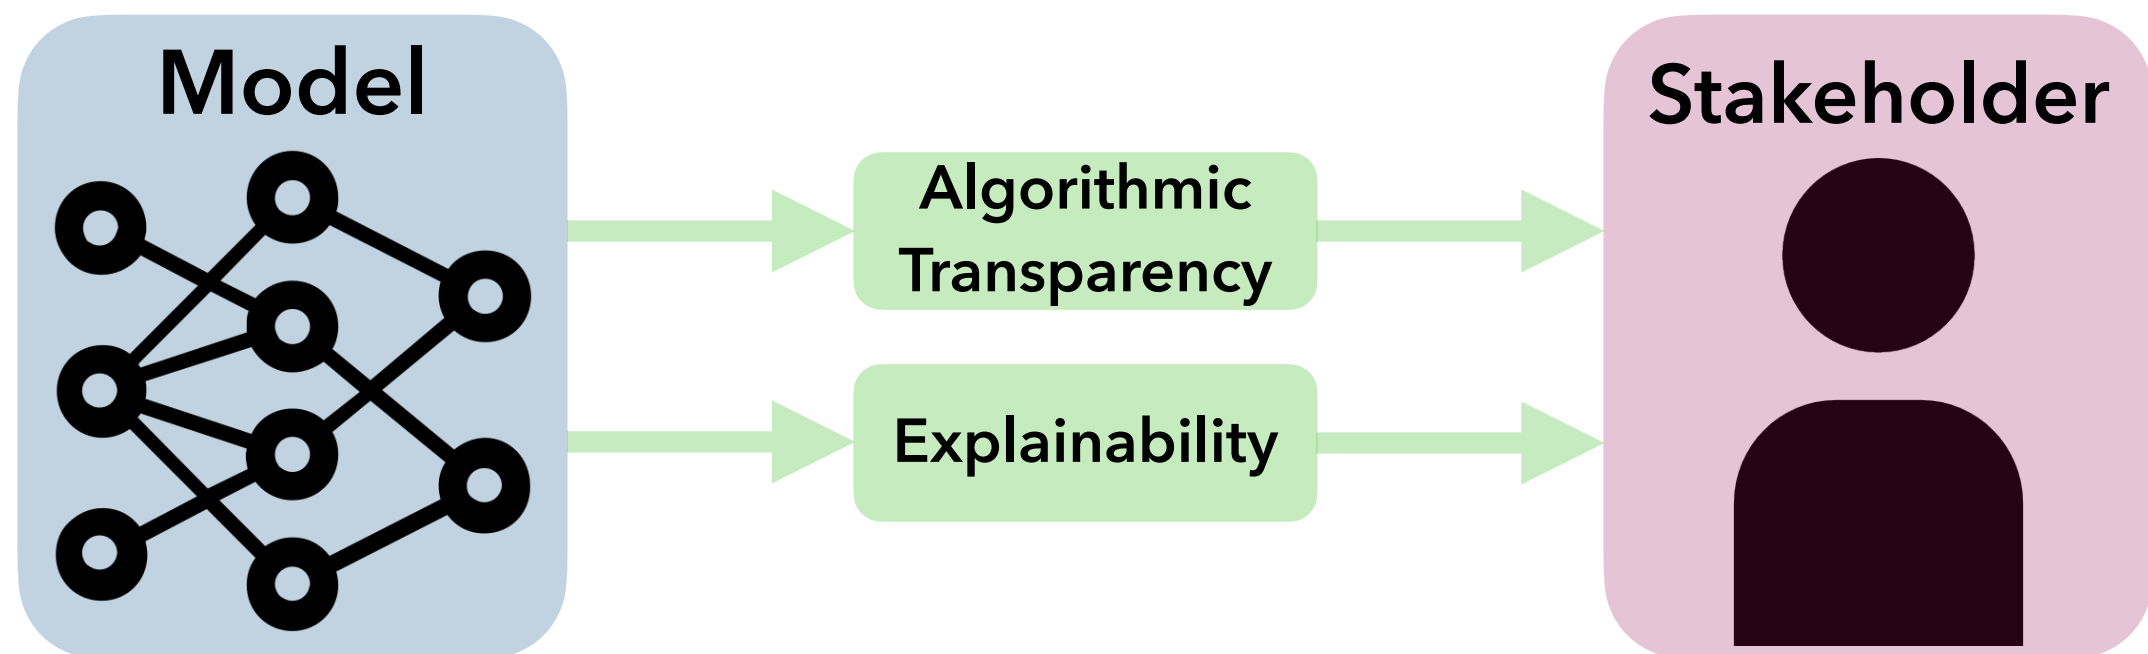 Model
Algorithmic
Transparency
Explainability
Stakeholder